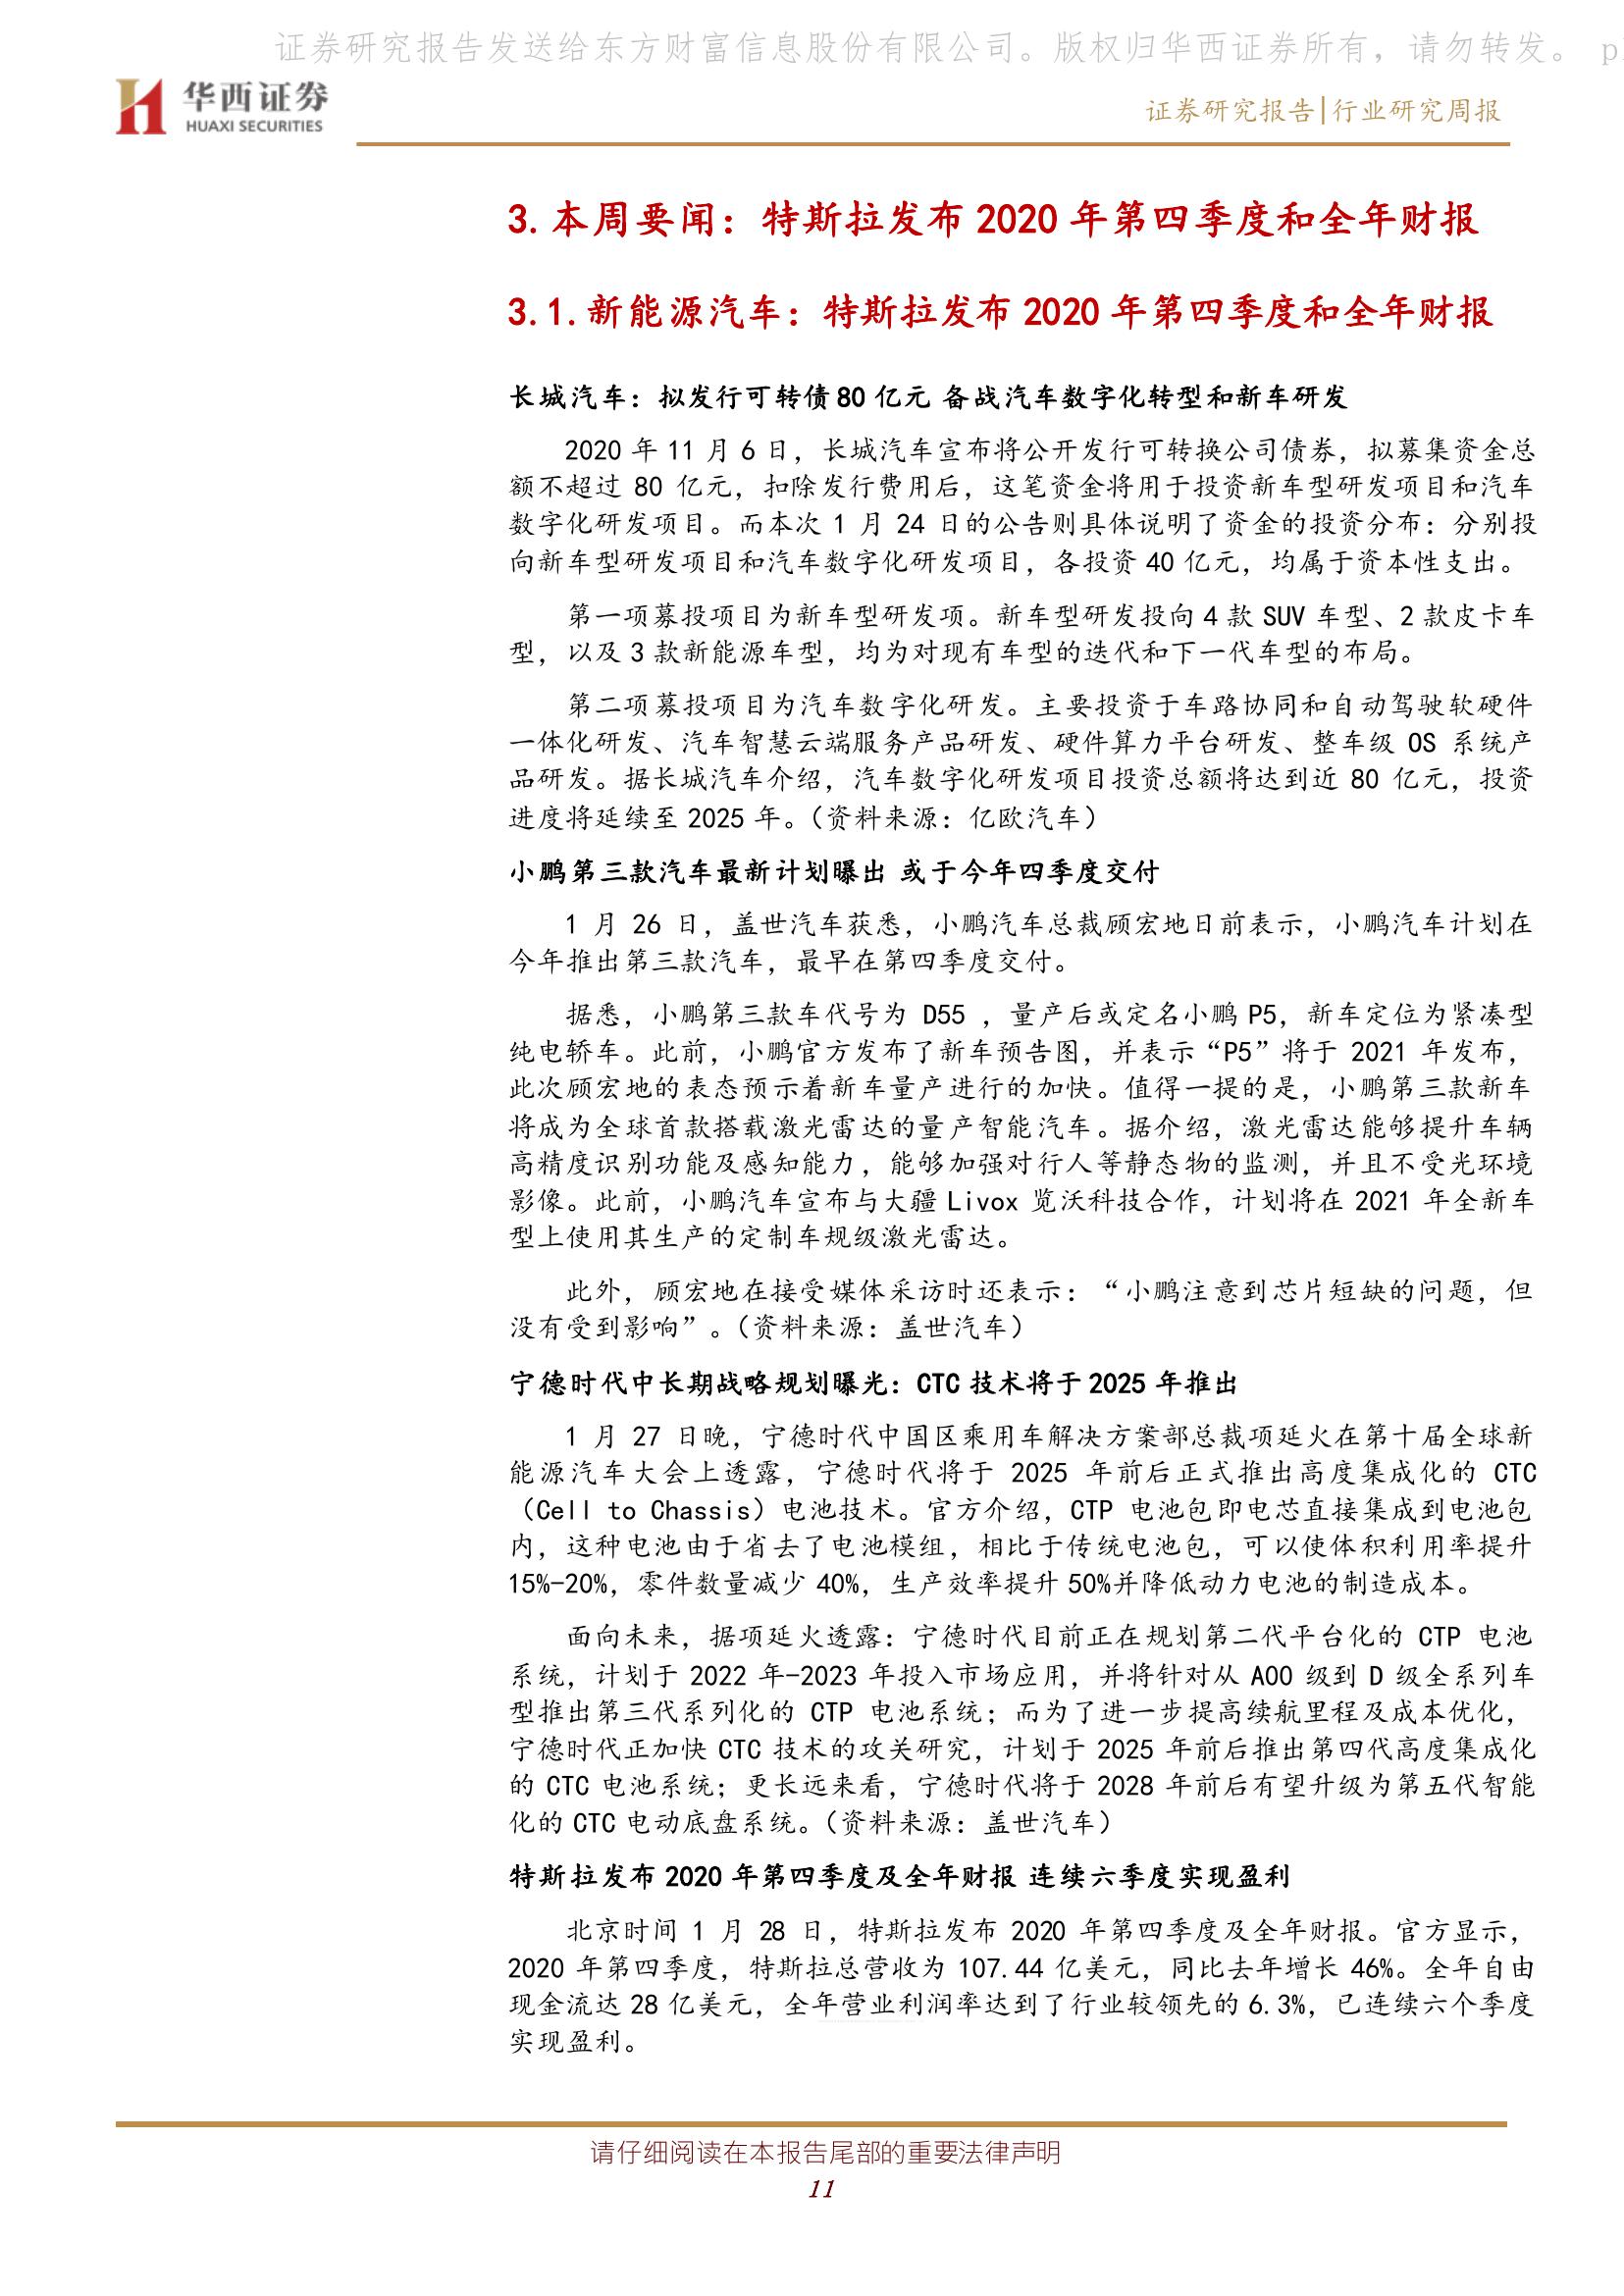 证券研究报告发送给东方财富信息股份有限公司。版权归华西证券所有，请勿转发。 p
华西证券
HUAXI SECURITIES
证券研究报告|行业研究周报
3.本周要闻：特斯拉发布 2020 年第四季度和全年财报
3.1.新能源汽车：特斯拉发布 2020 年第四季度和全年财报
长城汽车：拟发行可转债 80 亿元 备战汽车数字化转型和新车研发
2020 年 11 月 6 日，长城汽车宣布将公开发行可转换公司债券，拟募集资金总
额不超过 80 亿元，扣除发行费用后，这笔资金将用于投资新车型研发项目和汽车
数字化研发项目。而本次 1 月 24 日的公告则具体说明了资金的投资分布：分别投
向新车型研发项目和汽车数字化研发项目，各投资 40 亿元，均属于资本性支出。
第一项募投项目为新车型研发项。新车型研发投向 4 款 SUV 车型、2 款皮卡车
型，以及 3 款新能源车型，均为对现有车型的迭代和下一代车型的布局。
第二项募投项目为汽车数字化研发。主要投资于车路协同和自动驾驶软硬件
一体化研发、汽车智慧云端服务产品研发、硬件算力平台研发、整车级 OS 系统产
品研发。据长城汽车介绍，汽车数字化研发项目投资总额将达到近 80 亿元，投资
进度将延续至 2025 年。（资料来源：亿欧汽车）
小鹏第三款汽车最新计划曝出 或于今年四季度交付
1 月 26 日，盖世汽车获悉，小鹏汽车总裁顾宏地日前表示，小鹏汽车计划在
今年推出第三款汽车，最早在第四季度交付。
据悉，小鹏第三款车代号为 D55 ，量产后或定名小鹏 P5，新车定位为紧凑型
纯电轿车。此前，小鹏官方发布了新车预告图，并表示“P5”将于 2021 年发布，
此次顾宏地的表态预示着新车量产进行的加快。值得一提的是，小鹏第三款新车
将成为全球首款搭载激光雷达的量产智能汽车。据介绍，激光雷达能够提升车辆
高精度识别功能及感知能力，能够加强对行人等静态物的监测，并且不受光环境
影像。此前，小鹏汽车宣布与大疆 Livox 览沃科技合作，计划将在 2021 年全新车
型上使用其生产的定制车规级激光雷达。
此外，顾宏地在接受媒体采访时还表示：“小鹏注意到芯片短缺的问题，但
没有受到影响”。（资料来源：盖世汽车）
宁德时代中长期战略规划曝光：CTC 技术将于 2025 年推出
1 月 27 日晚，宁德时代中国区乘用车解决方案部总裁项延火在第十届全球新
能源汽车大会上透露，宁德时代将于 2025 年前后正式推出高度集成化的 CTC
（Cell to Chassis）电池技术。官方介绍，CTP 电池包即电芯直接集成到电池包
内，这种电池由于省去了电池模组，相比于传统电池包，可以使体积利用率提升
15%-20%，零件数量减少 40%，生产效率提升 50%并降低动力电池的制造成本。
面向未来，据项延火透露：宁德时代目前正在规划第二代平台化的 CTP 电池
系统，计划于 2022 年-2023 年投入市场应用，并将针对从 A00 级到 D 级全系列车
型推出第三代系列化的 CTP 电池系统；而为了进一步提高续航里程及成本优化，
宁德时代正加快 CTC 技术的攻关研究，计划于 2025 年前后推出第四代高度集成化
的 CTC 电池系统；更长远来看，宁德时代将于 2028 年前后有望升级为第五代智能
化的 CTC 电动底盘系统。（资料来源：盖世汽车）
特斯拉发布 2020 年第四季度及全年财报 连续六季度实现盈利
北京时间 1 月 28 日，特斯拉发布 2020 年第四季度及全年财报。官方显示，
2020 年第四季度，特斯拉总营收为 107.44 亿美元，同比去年增长 46%。全年自由
现金流达 28 亿美元，全年营业利润率达到了行业较领先的 6.3%，已连续六个季度
实现盈利。
请仔细阅读在本报告尾部的重要法律声明
11